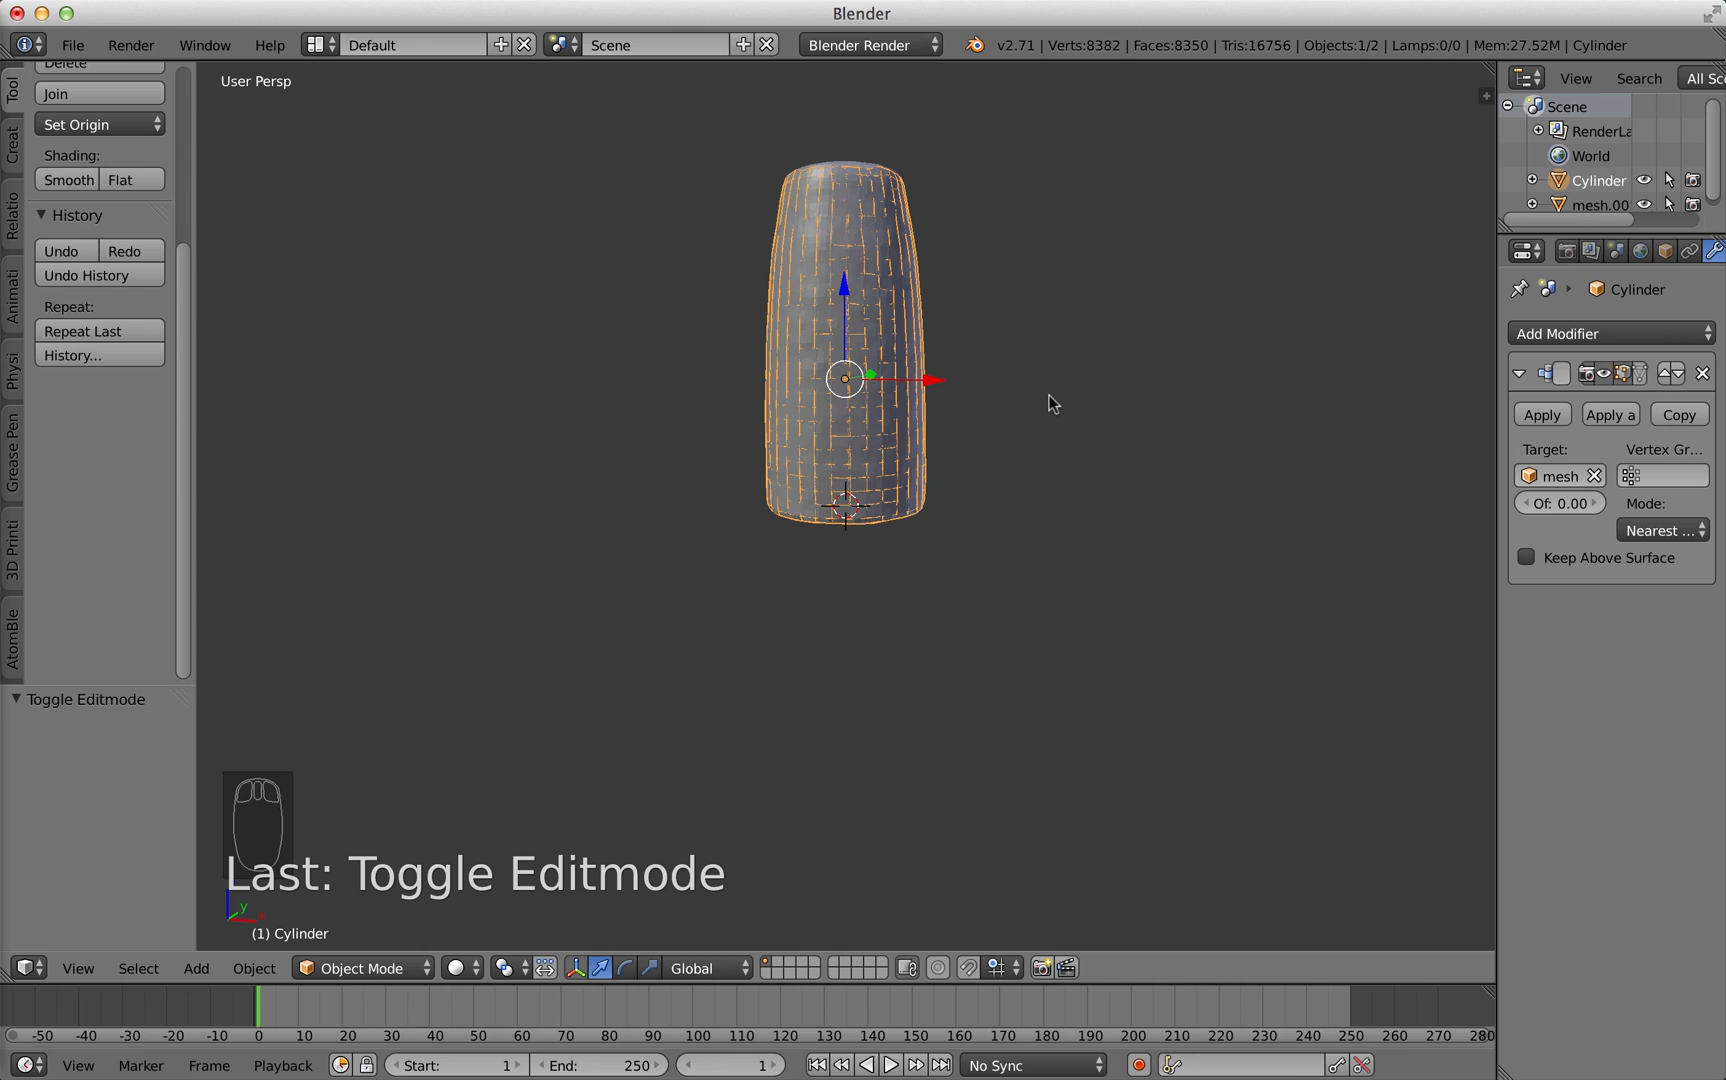 Blender
File Render Window Help Default Scene Blender Render v2.71 | Verts:8382 | Faces:8350 | Tris:16756 | Objects:1/2 | Lamps:0/0 | Mem:27.52M | Cylinder
Delete
Join
Set Origin
Shading:
Smooth Flat
History
Undo Redo
Undo History
Repeat:
Repeat Last
History...
Tool
Creat
Relatio
Animati
Physi
Grease Pen
3D Printi
AtomBle
Toggle Editmode
User Persp
View Search All Sc
Scene
RenderLa
World
Cylinder
mesh.00
Cylinder
Add Modifier
Apply Apply a Copy
Target: Vertex Gr...
mesh
Of: 0.00 Mode:
Nearest ...
Keep Above Surface
Last: Toggle Editmode
y
x
(1) Cylinder
View Select Add Object Object Mode Global
-50 -40 -30 -20 -10 0 10 20 30 40 50 60 70 80 90 100 110 120 130 140 150 160 170 180 190 200 210 220 230 240 250 260 270 280
View Marker Frame Playback Start: 1 End: 250 1 No Sync